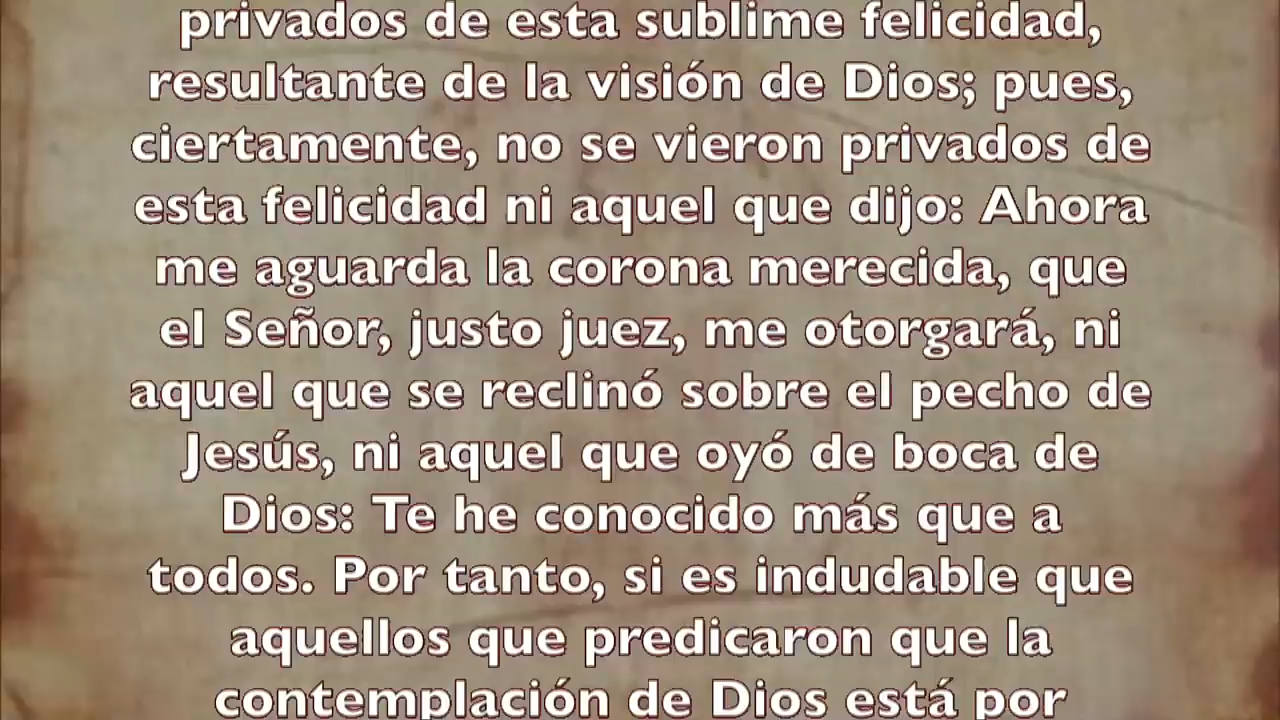 privados de esta sublime felicidad,
resultante de la visión de Dios; pues,
ciertamente, no se vieron privados de
esta felicidad ni aquel que dijo: Ahora
me aguarda la corona merecida, que
el Señor, justo juez, me otorgará, ni
aquel que se reclinó sobre el pecho de
Jesús, ni aquel que oyó de boca de
Dios: Te he conocido más que a
todos. Por tanto, si es indudable que
aquellos que predicaron que la
contemplación de Dios está por